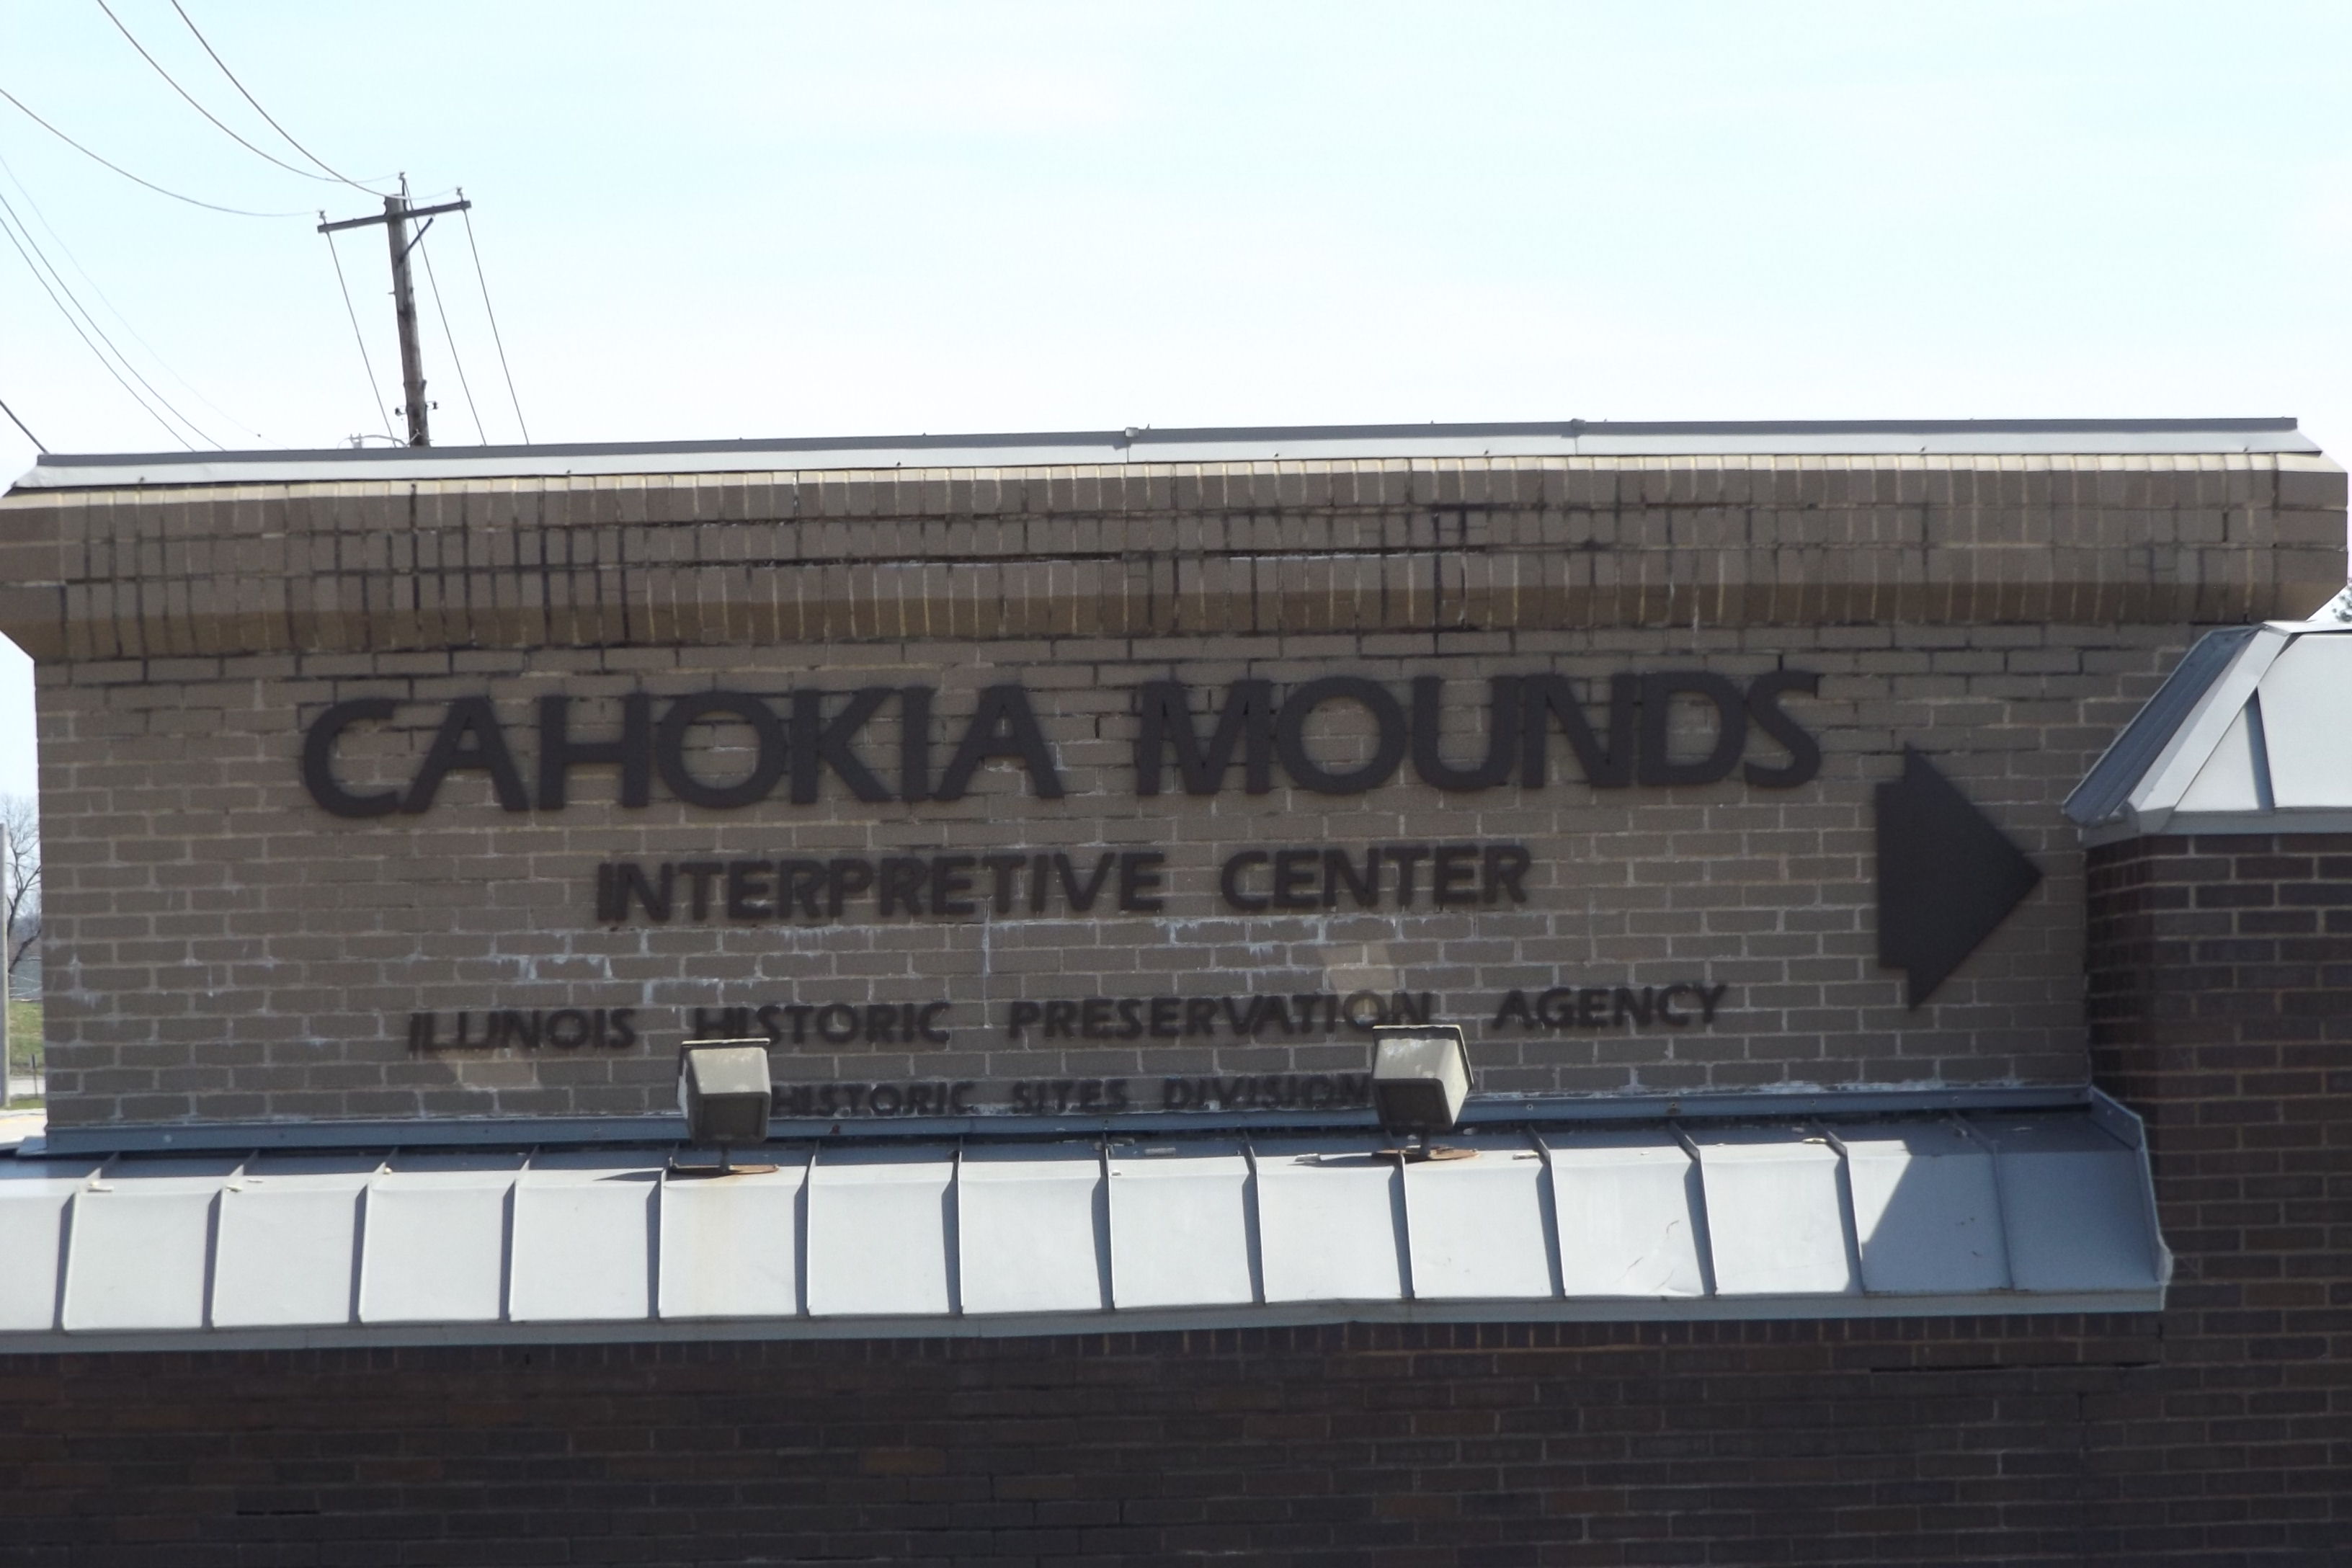 CAHOKIA MOUNDS
INTERPRETIVE CENTER
ILLINOIS HISTORIC PRESERVATION AGENCY
HISTORIC SITES DIVISION